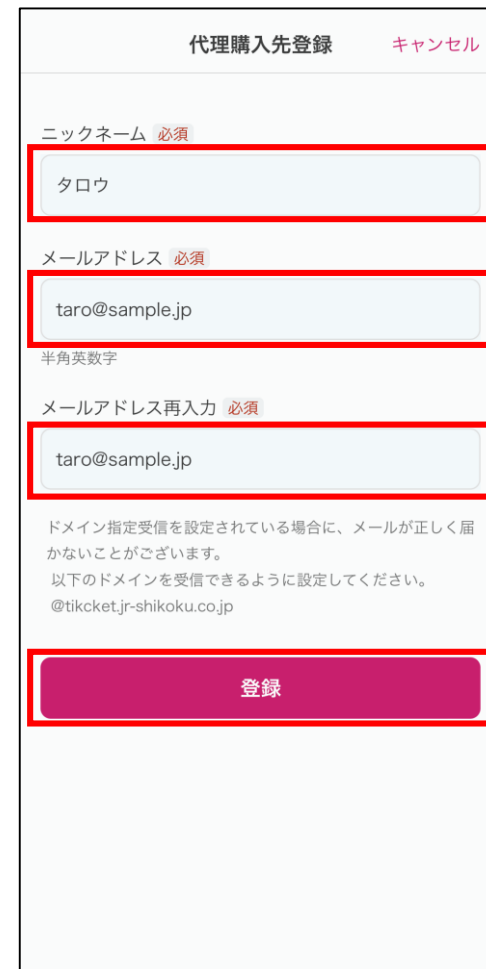 代理購入先登録 キャンセル
ニックネーム 必須
タロウ
メールアドレス 必須
taro@sample.jp
半角英数字
メールアドレス再入力 必須
taro@sample.jp
ドメイン指定受信を設定されている場合に、メールが正しく届
かないことがございます。
以下のドメインを受信できるように設定してください。
@tikcket.jr-shikoku.co.jp
登録